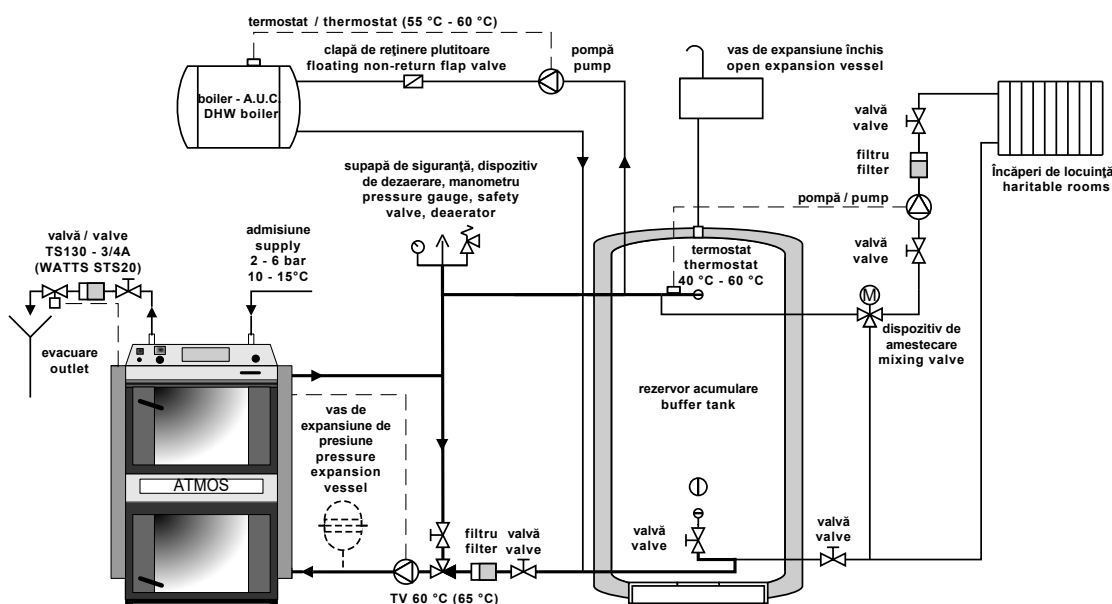 termostat / thermostat (55 °C - 60 °C)
clapă de reținere plutitoare
floating non-return flap valve
pompă
pump
vas de expansiune închis
open expansion vessel
boiler - A.U.C.
DHW boiler
valvă
valve
filtru
filter
Încăperi de locuință
haritable rooms
supapă de siguranță, dispozitiv
de dezaerare, manometru
pressure gauge, safety
valve, deaerator
pompă / pump
valvă / valve
TS130 - 3/4A
(WATTS STS20)
admisiune
supply
2 - 6 bar
10 - 15°C
termostat
thermostat
40 °C - 60 °C
valvă
valve
M
dispozitiv de
amestecare
mixing valve
evacuare
outlet
rezervor acumulare
buffer tank
vas de
expansiune de
presiune
pressure
expansion
vessel
ATMOS
filtru
filter
valvă
valve
valvă
valve
valvă
valve
TV 60 °C (65 °C)